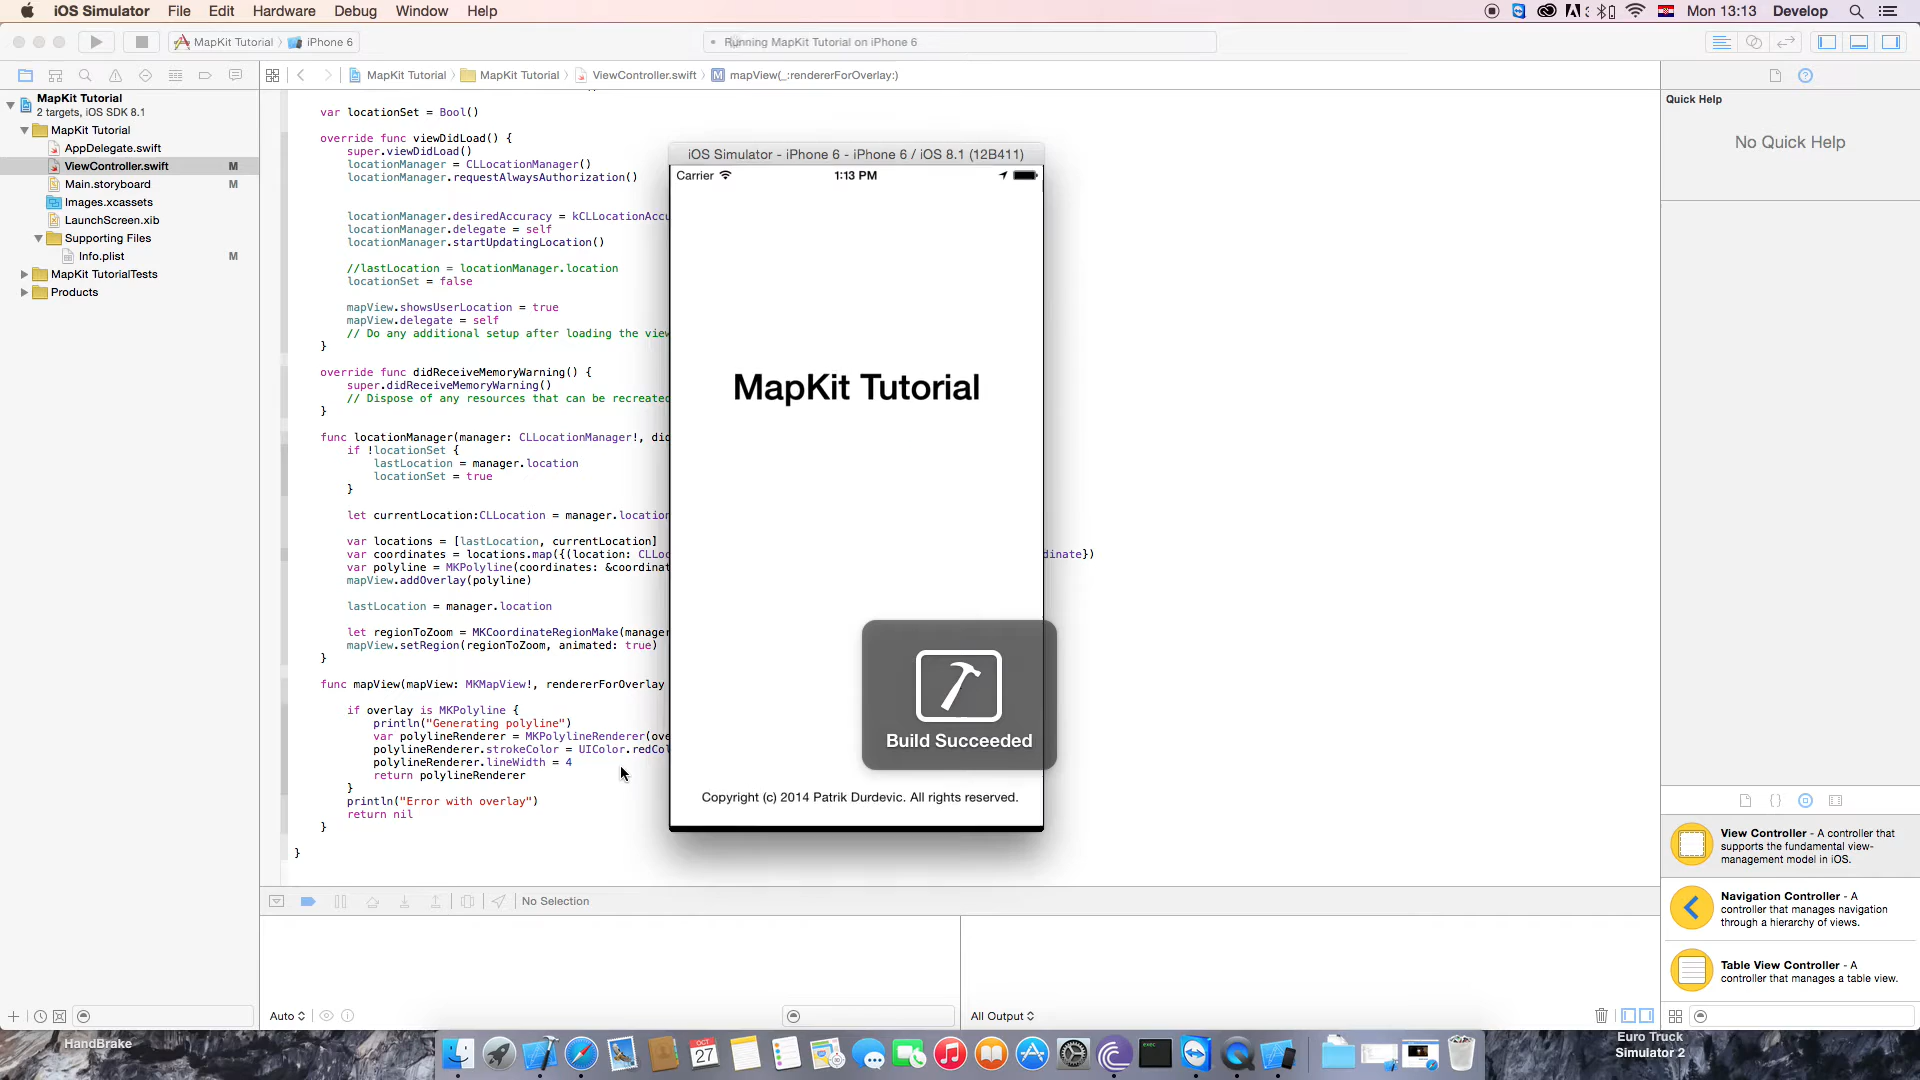 iOS Simulator File Edit Hardware Debug Window Help
Mon 13:13 Develop
MapKit Tutorial iPhone 6
Running MapKit Tutorial on iPhone 6
MapKit Tutorial MapKit Tutorial ViewController.swift M mapView(_:rendererForOverlay:)
MapKit Tutorial
2 targets, iOS SDK 8.1
MapKit Tutorial
AppDelegate.swift
ViewController.swift M
Main.storyboard M
Images.xcassets
LaunchScreen.xib
Supporting Files
Info.plist M
MapKit TutorialTests
Products
var locationSet = Bool()
override func viewDidLoad() {
super.viewDidLoad()
locationManager = CLLocationManager()
locationManager.requestAlwaysAuthorization()
locationManager.desiredAccuracy = kCLLocationAccu
locationManager.delegate = self
locationManager.startUpdatingLocation()
//lastLocation = locationManager.location
locationSet = false
mapView.showsUserLocation = true
mapView.delegate = self
// Do any additional setup after loading the view
}
override func didReceiveMemoryWarning() {
super.didReceiveMemoryWarning()
// Dispose of any resources that can be recreated
}
func locationManager(manager: CLLocationManager!, did
if !locationSet {
lastLocation = manager.location
locationSet = true
}
let currentLocation:CLLocation = manager.location
var locations = [lastLocation, currentLocation]
var coordinates = locations.map({(location: CLLoc
dinate})
var polyline = MKPolyline(coordinates: &coordinat
mapView.addOverlay(polyline)
lastLocation = manager.location
let regionToZoom = MKCoordinateRegionMake(manager
mapView.setRegion(regionToZoom, animated: true)
}
func mapView(mapView: MKMapView!, rendererForOverlay
if overlay is MKPolyline {
println("Generating polyline")
var polylineRenderer = MKPolylineRenderer(ove
polylineRenderer.strokeColor = UIColor.redCol
polylineRenderer.lineWidth = 4
return polylineRenderer
}
println("Error with overlay")
return nil
}
}
iOS Simulator - iPhone 6 - iPhone 6 / iOS 8.1 (12B411)
Carrier 1:13 PM
MapKit Tutorial
Build Succeeded
Copyright (c) 2014 Patrik Durdevic. All rights reserved.
No Selection
Auto
All Output
Quick Help
No Quick Help
View Controller - A controller that
supports the fundamental view-
management model in iOS.
Navigation Controller - A
controller that manages navigation
through a hierarchy of views.
Table View Controller - A
controller that manages a table view.
HandBrake
OCT
27
exec
Euro Truck
Simulator 2